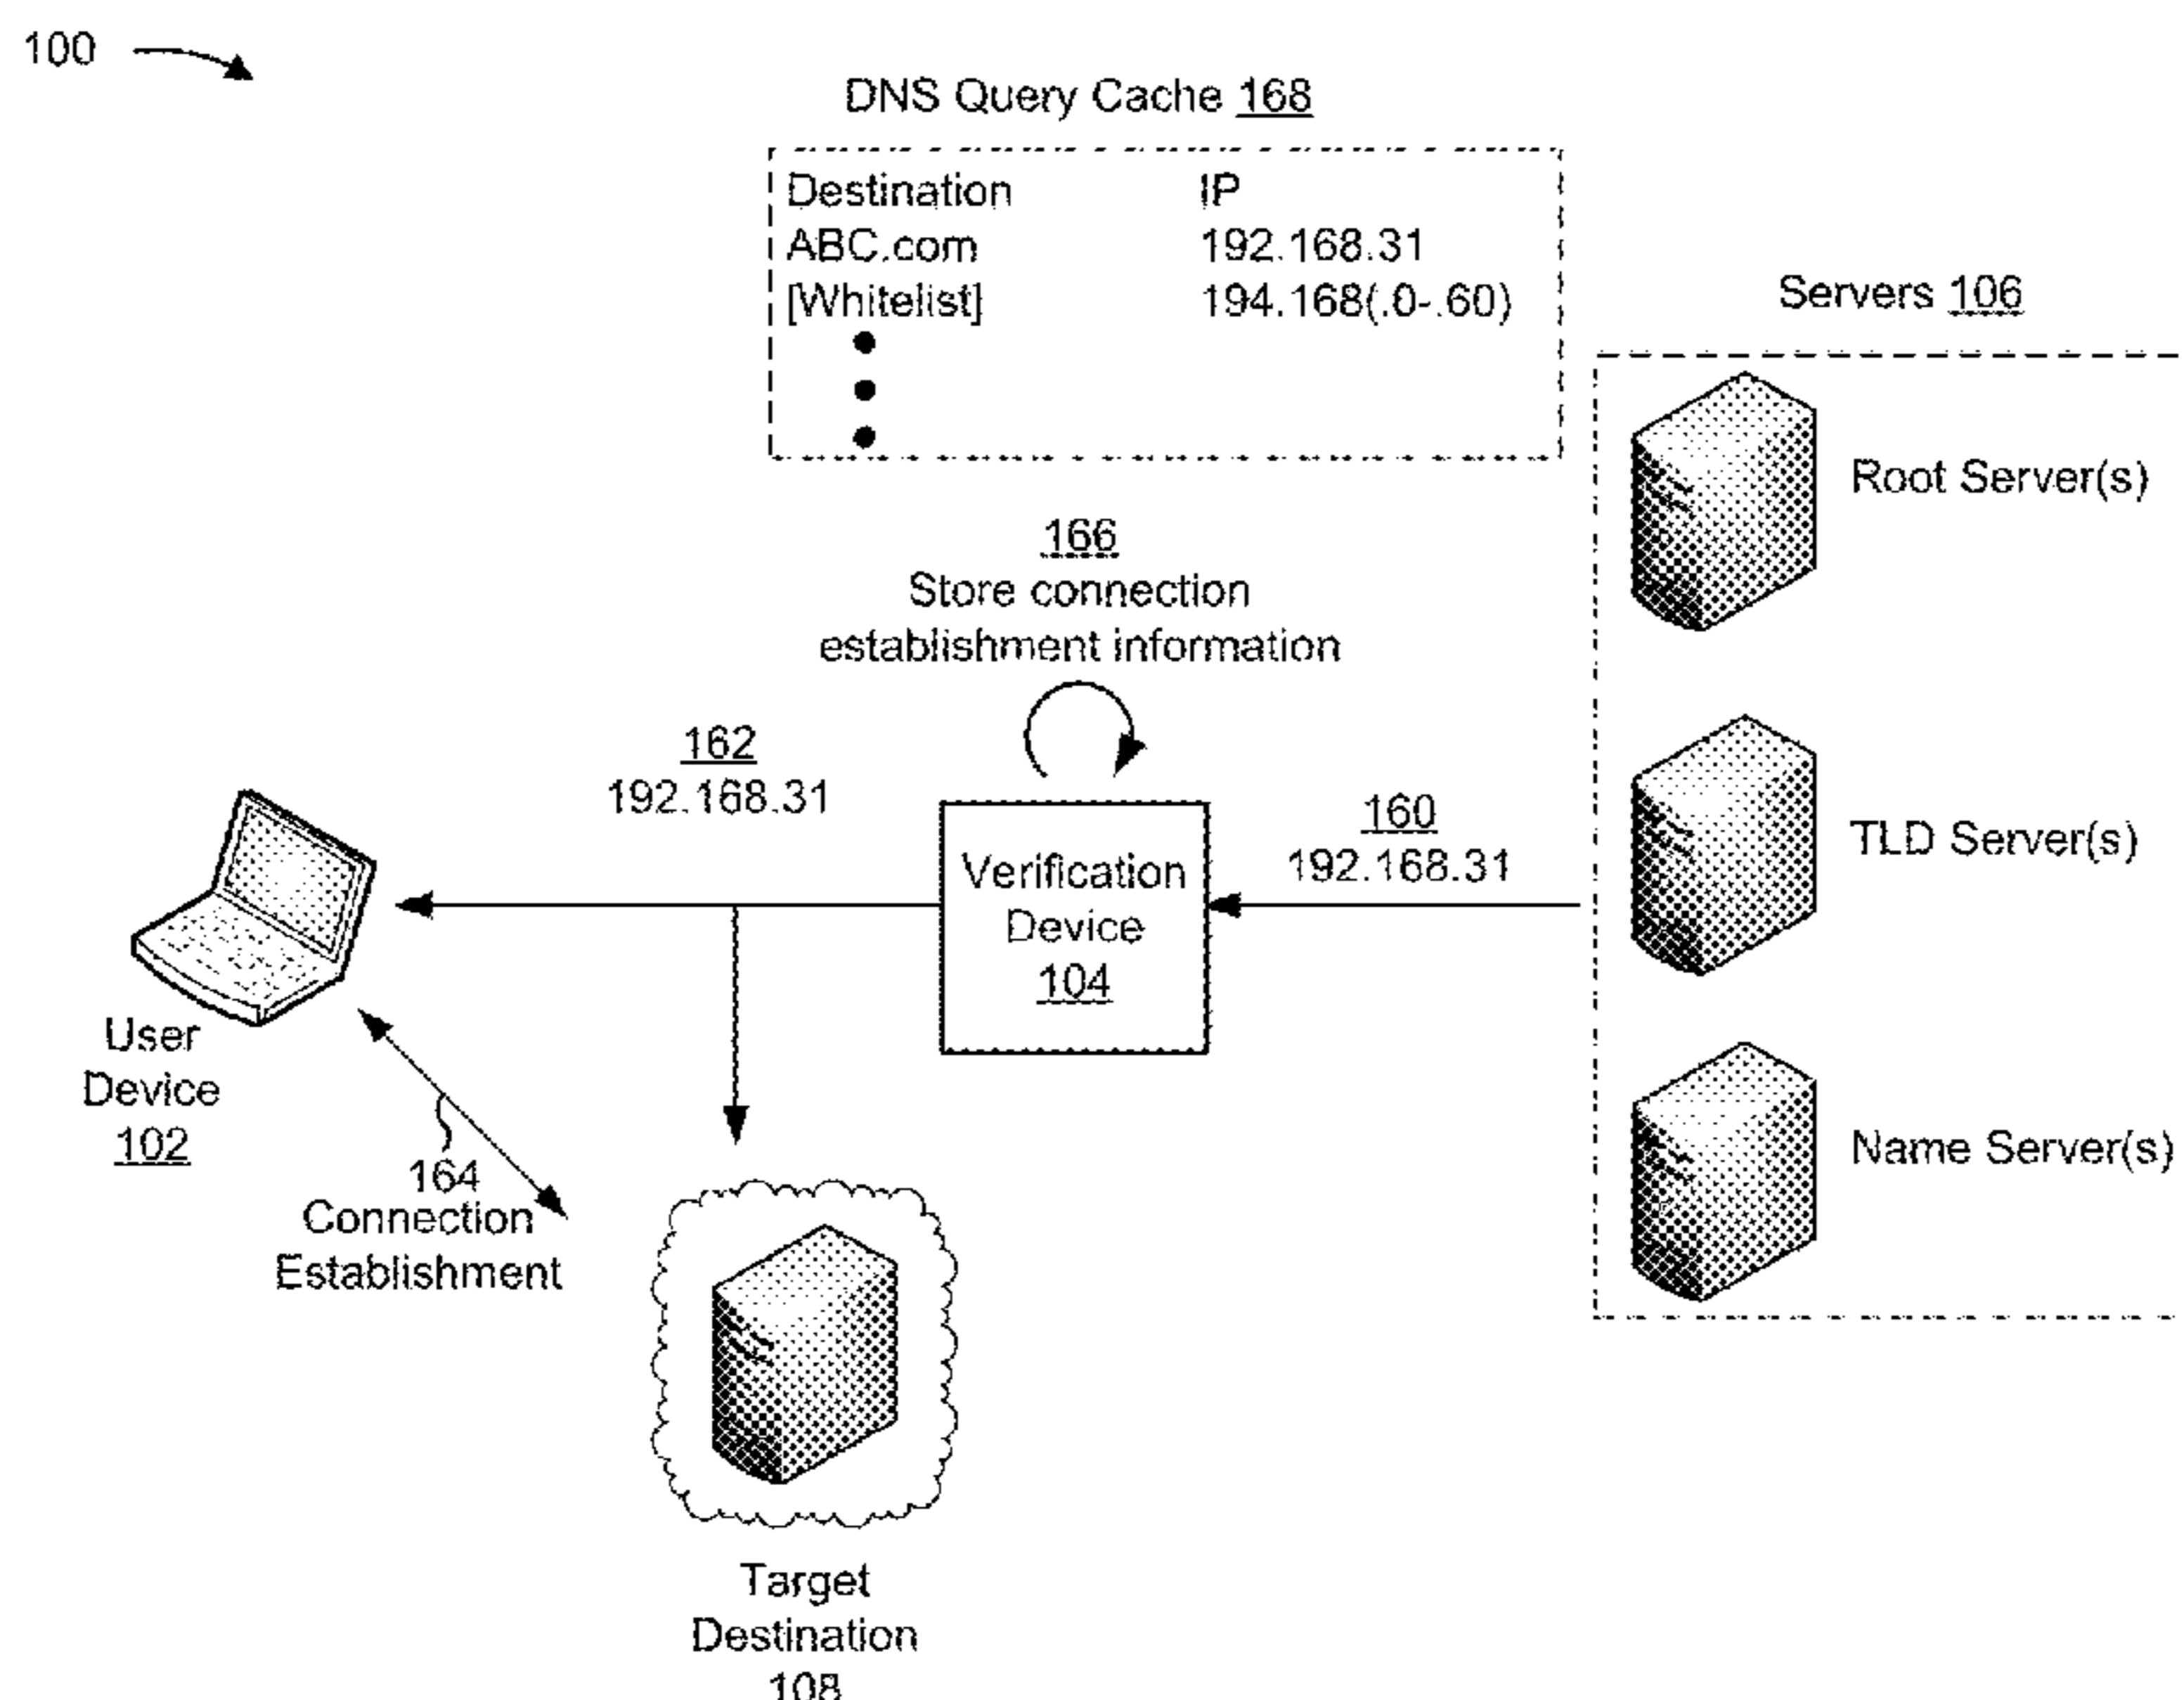 100
DNS Query Cache 168
Destination IP
ABC.com 192.168.31
[Whitelist] 194.168(.0-.60)
Servers 106
Root Server(s)
166
Store connection
establishment information
162
192.168.31
160
192.168.31
TLD Server(s)
Verification
Device
104
User
Device
102
164
Connection
Establishment
Name Server(s)
Target
Destination
108